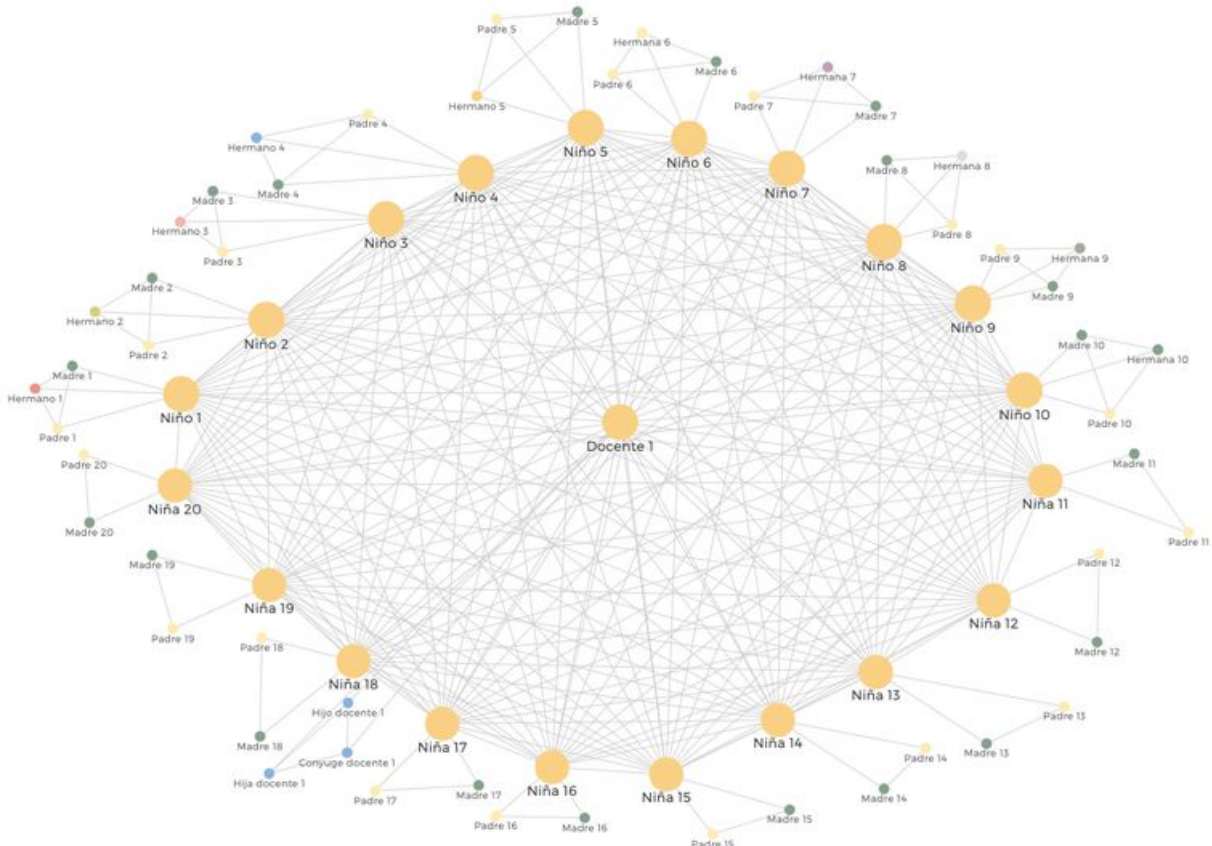 Padre 5
Madre 5
Hermana 6
Padre 6
Madre 6
Hermana 7
Padre 7
Madre 7
Hermano 5
Padre 4
Hermano 4
Madre 4
Niño 5
Niño 6
Niño 7
Niño 4
Madre 8
Hermana 8
Padre 8
Madre 3
Hermano 3
Padre 3
Niño 3
Niño 8
Padre 9
Hermana 9
Madre 9
Madre 2
Hermano 2
Padre 2
Niño 2
Niño 9
Madre 10
Hermana 10
Padre 10
Madre 1
Hermano 1
Padre 1
Niño 1
Niño 10
Docente 1
Padre 20
Madre 20
Niña 20
Niña 11
Madre 11
Padre 11
Madre 19
Padre 19
Niña 19
Niña 12
Padre 12
Madre 12
Padre 18
Niña 18
Madre 18
Hijo docente 1
Conyuge docente 1
Hija docente 1
Niña 13
Padre 13
Madre 13
Niña 17
Padre 17
Madre 17
Niña 14
Padre 14
Madre 14
Niña 16
Padre 16
Madre 16
Niña 15
Madre 15
Padre 15